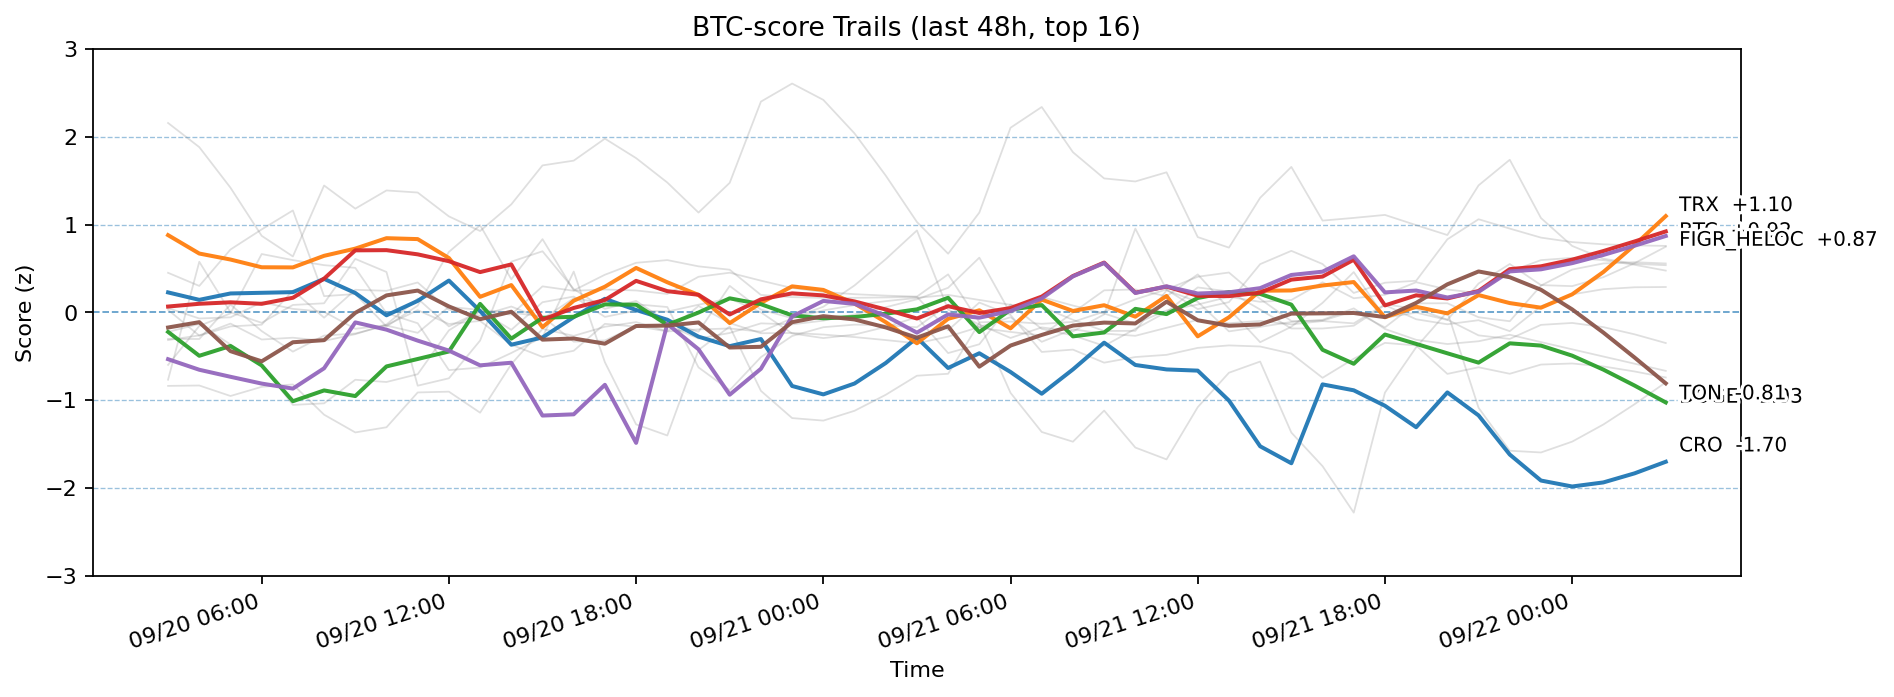 BTC-score Trails (last 48h, top 16)
Score (z)
3
2
1
0
−1
−2
−3
TRX +1.10
FIGR_HELOC +0.87
TON -0.81
CRO -1.70
09/20 06:00
09/20 12:00
09/20 18:00
09/21 00:00
09/21 06:00
09/21 12:00
09/21 18:00
09/22 00:00
Time